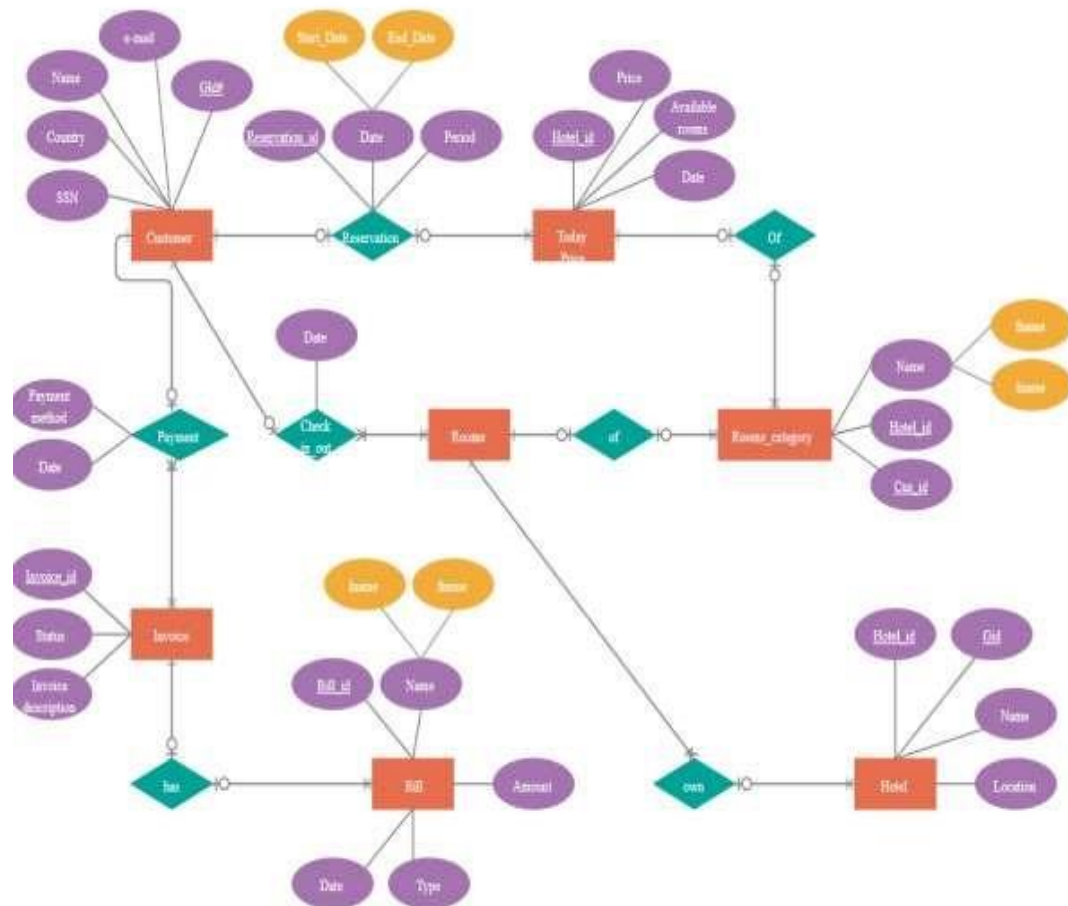 e-mail
Start_Date
End_Date
Name
Gid#
Price
Available
rooms
Country
Reservation_id
Date
Period
Hotel_id
SSN
Date
Customer
Reservation
Today
Price
Of
Date
Name
Payment
method
Payment
Check
in_out
Rooms
of
Rooms_category
Hotel_id
Date
Invoice_id
Status
Invoice
Invoice
description
Bill_id
Name
Hotel_id
Name
has
Bill
Amount
own
Hotel
Location
Date
Type